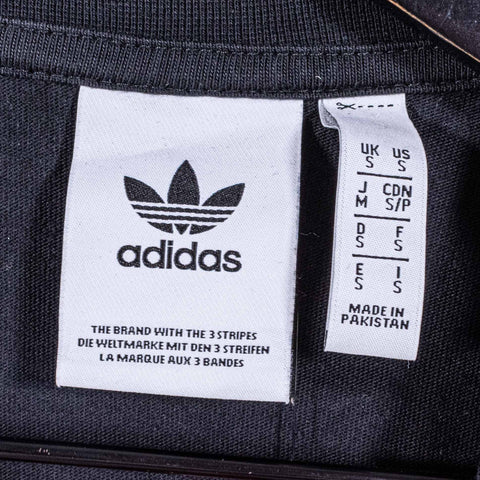 adidas
THE BRAND WITH THE 3 STRIPES
DIE WELTMARKE MIT DEN 3 STREIFEN
LA MARQUE AUX 3 BANDES
UK US
S S
J CDN
M S/P
D F
S S
E I
S S
MADE IN
PAKISTAN